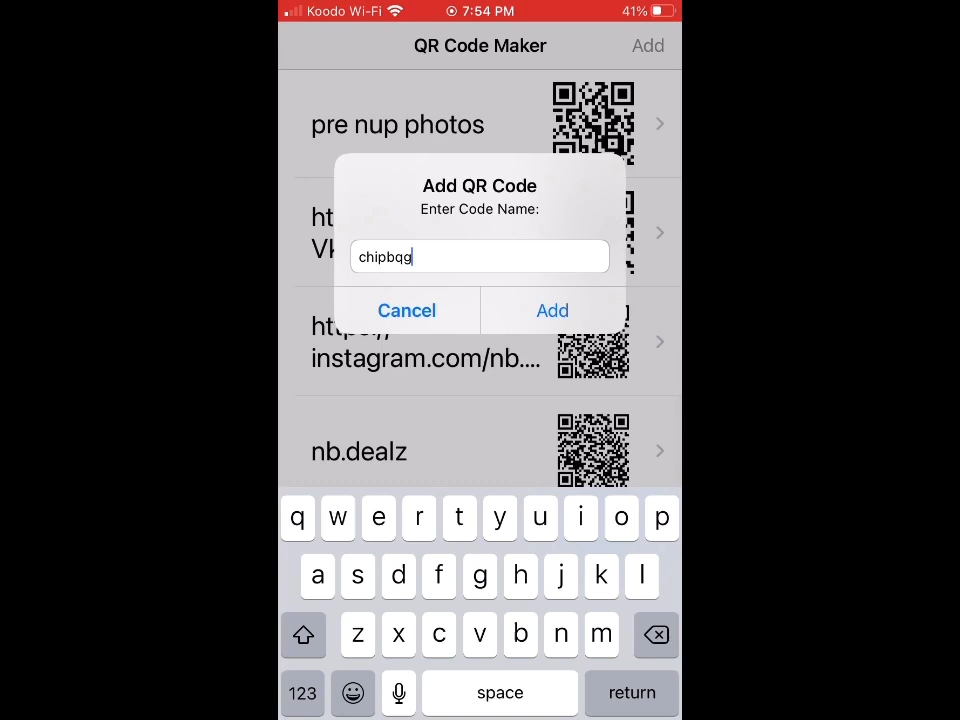 Koodo Wi-Fi 7:54 PM 41%
QR Code Maker Add
pre nup photos
Add QR Code
Enter Code Name:
chipbqg
Cancel Add
instagram.com/nb....
nb.dealz
q w e r t y u i o p
a s d f g h j k l
z x c v b n m
123 space return